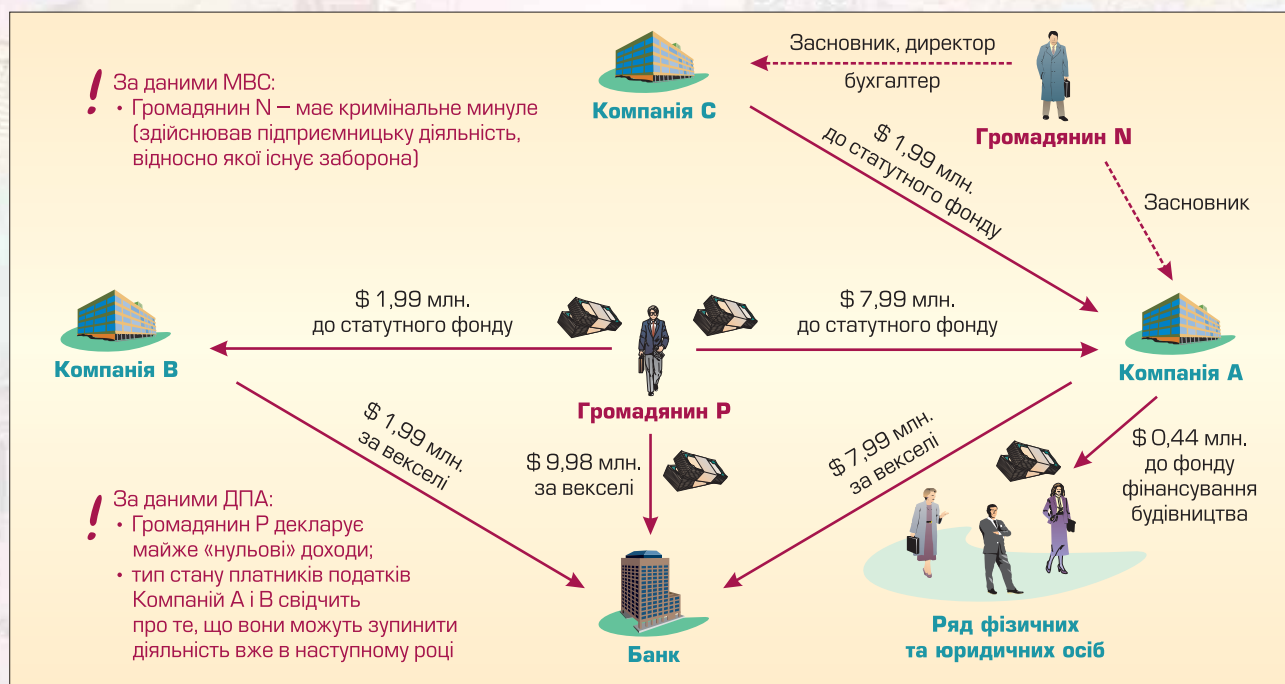 Засновник, директор
бухгалтер
! За даними МВС:
• Громадянин N – має кримінальне минуле
(здійснював підприємницьку діяльність,
відносно якої існує заборона)
Компанія С
Громадянин N
$ 1,99 млн.
до статутного фонду
Засновник
$ 1,99 млн.
до статутного фонду
$ 7,99 млн.
до статутного фонду
Компанія В
Громадянин Р
Компанія А
$ 1,99 млн.
за векселі
$ 9,98 млн.
за векселі
$ 7,99 млн.
за векселі
$ 0,44 млн.
до фонду
фінансування
будівництва
! За даними ДПА:
• Громадянин Р декларує
майже «нульові» доходи;
• тип стану платників податків
Компаній А і В свідчить
про те, що вони можуть зупинити
діяльність вже в наступному році
Банк
Ряд фізичних
та юридичних осіб